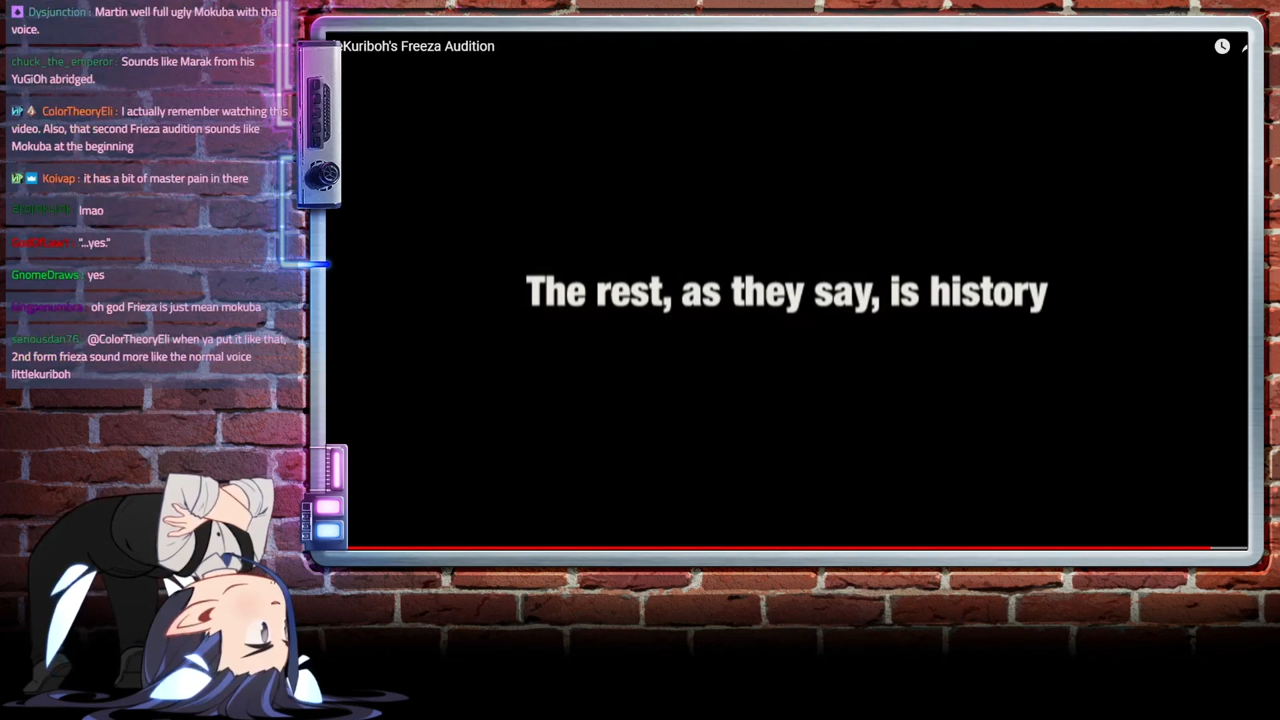 Dysjunction : Martin well full ugly Mokuba with tha
voice.
chuck_the_emperor : Sounds like Marak from his
YuGiOh abridged.
ColorTheoryEli : I actually remember watching this
video. Also, that second Frieza audition sounds like
Mokuba at the beginning
Koivap : it has a bit of master pain in there
lmao
"...yes."
GnomeDraws : yes
oh god Frieza is just mean mokuba
seriousdan76 : @ColorTheoryEli when ya put it like that,
2nd form frieza sound more like the normal voice
littlekuriboh
eKuriboh's Freeza Audition
The rest, as they say, is history